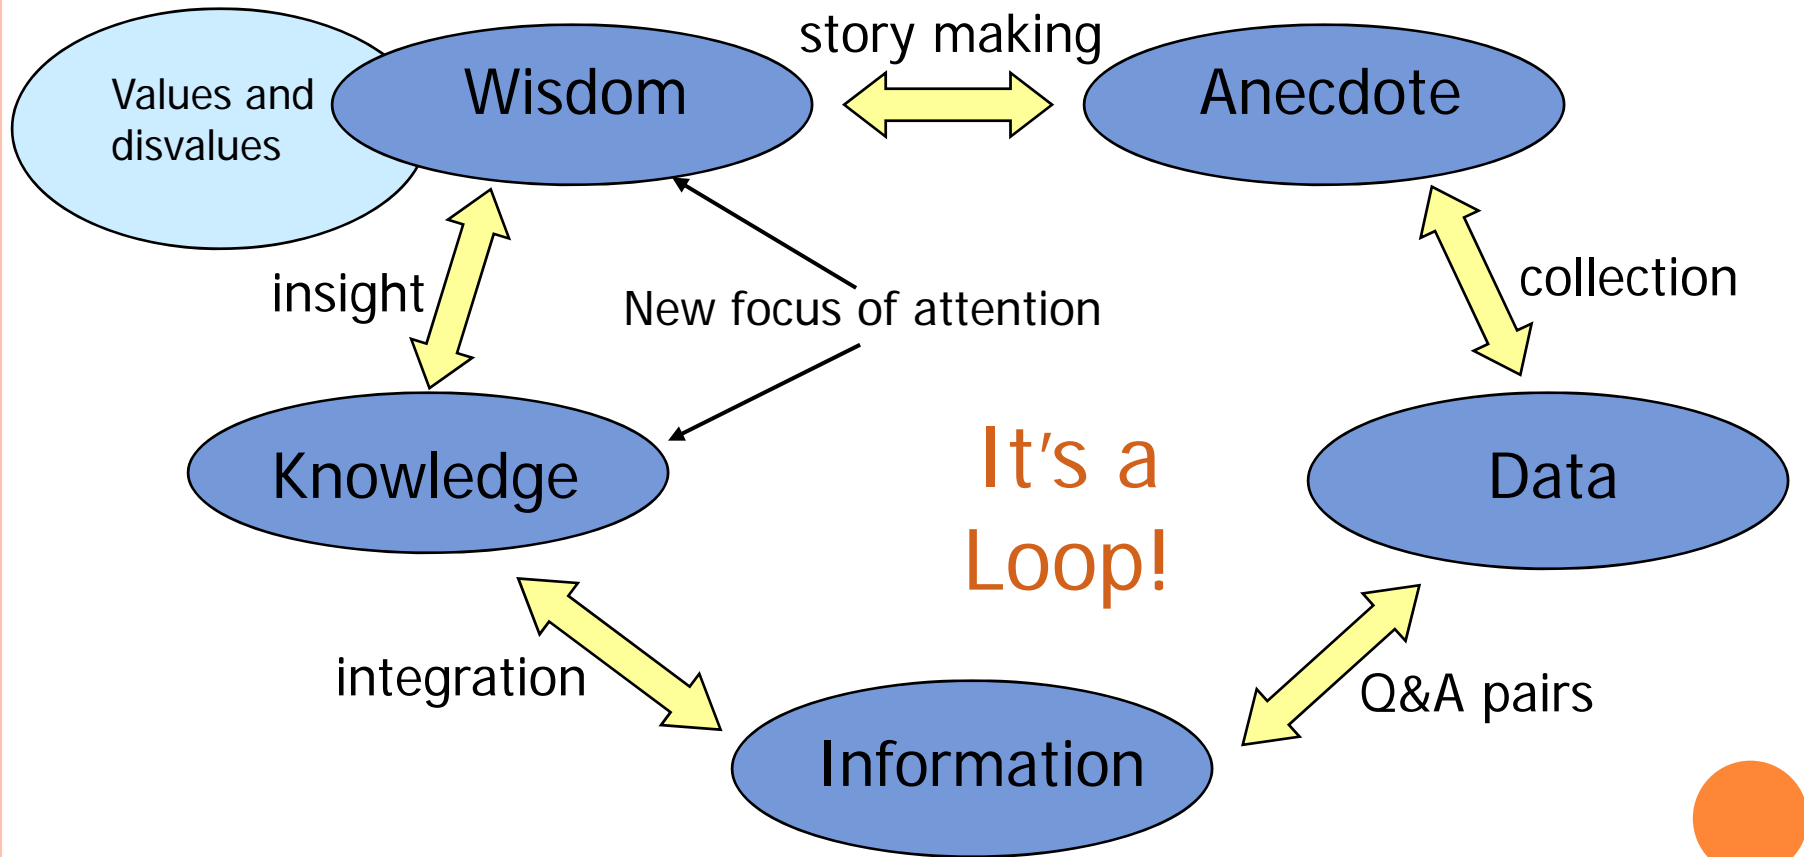 story making
Values and
disvalues
Wisdom
Anecdote
insight
New focus of attention
collection
It's a
Loop!
Knowledge
Data
integration
Q&A pairs
Information